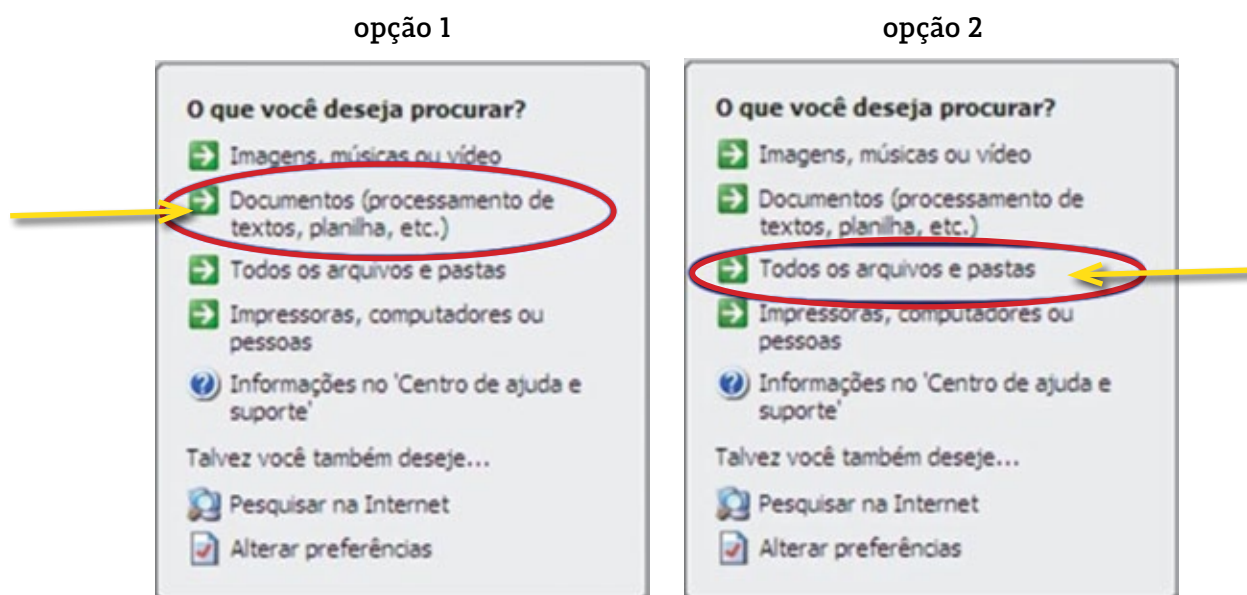 opção 1
O que você deseja procurar?
Imagens, músicas ou vídeo
Documentos (processamento de
textos, planilha, etc.)
Todos os arquivos e pastas
Impressoras, computadores ou
pessoas
Informações no 'Centro de ajuda e
suporte'
Talvez você também deseje...
Pesquisar na Internet
Alterar preferências
opção 2
O que você deseja procurar?
Imagens, músicas ou vídeo
Documentos (processamento de
textos, planilha, etc.)
Todos os arquivos e pastas
Impressoras, computadores ou
pessoas
Informações no 'Centro de ajuda e
suporte'
Talvez você também deseje...
Pesquisar na Internet
Alterar preferências